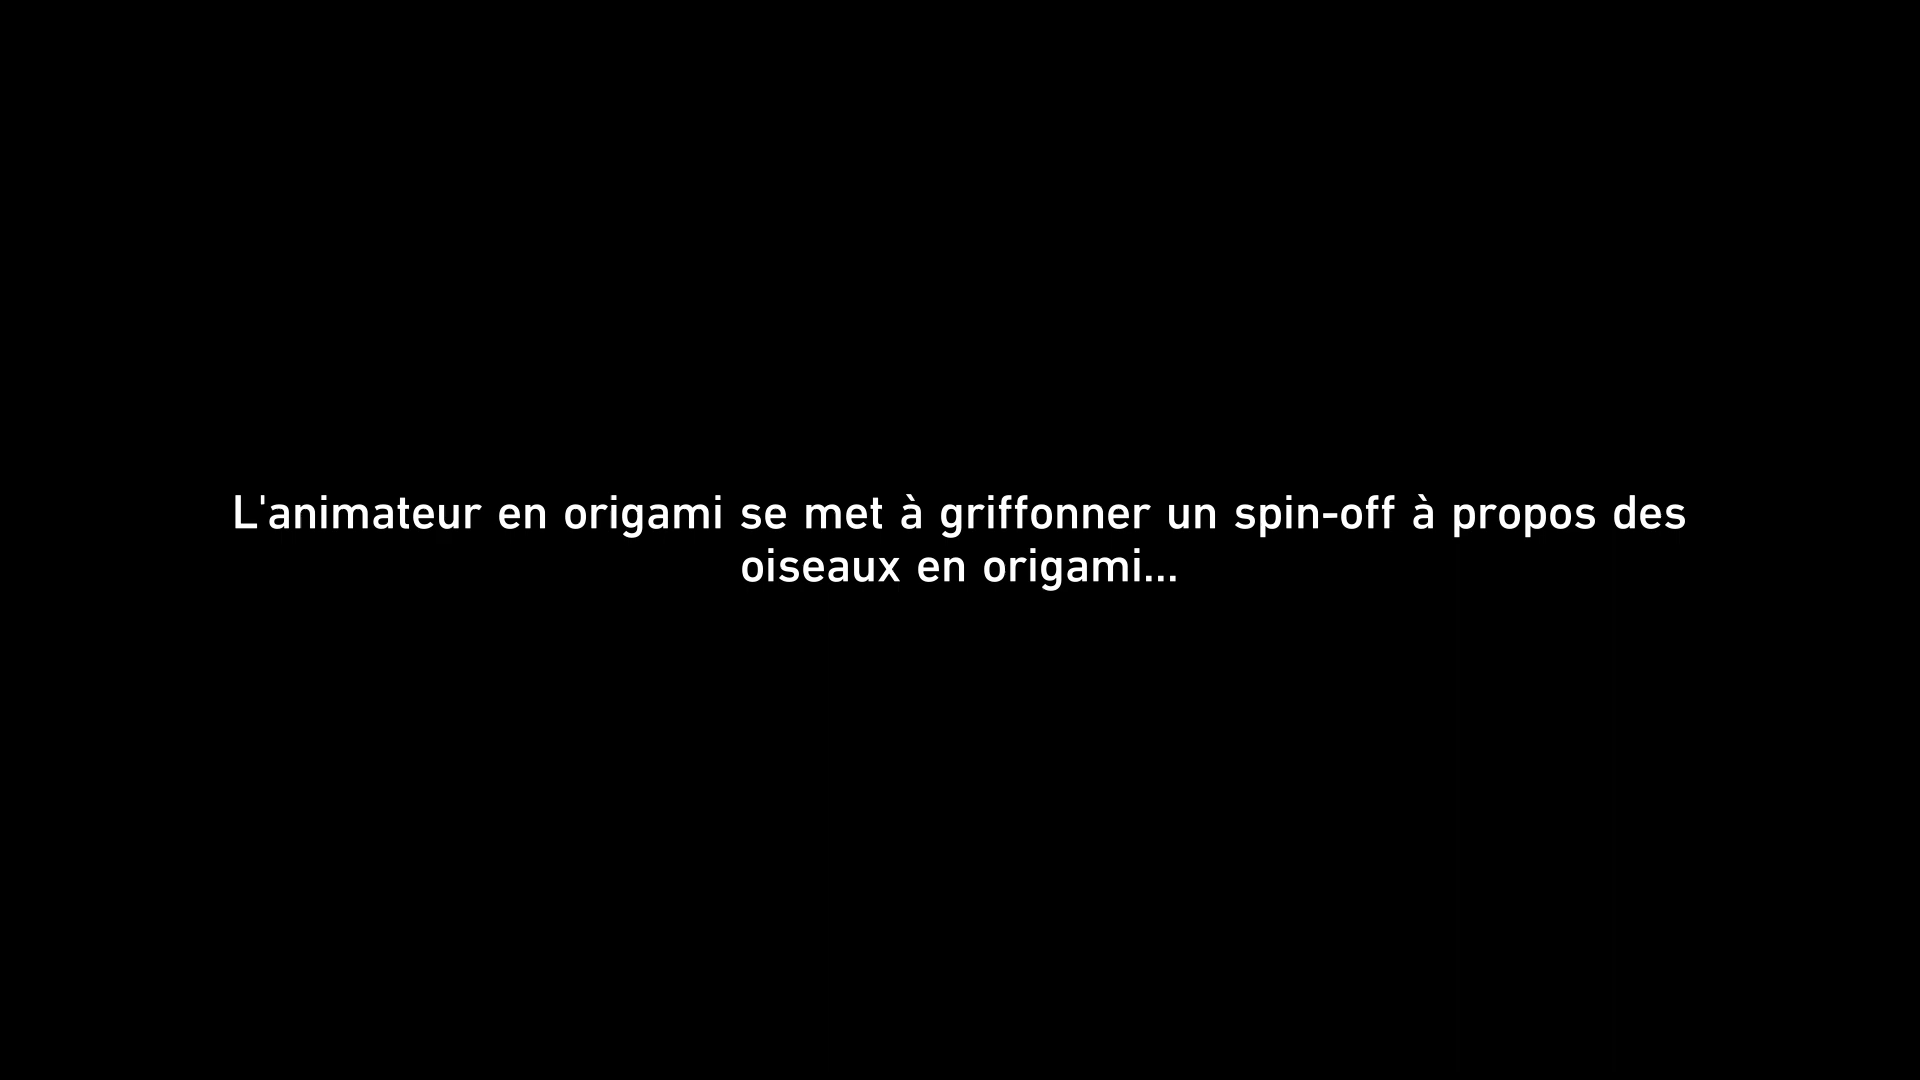 L'animateur en origami se met à griffonner un spin-off à propos des
oiseaux en origami...